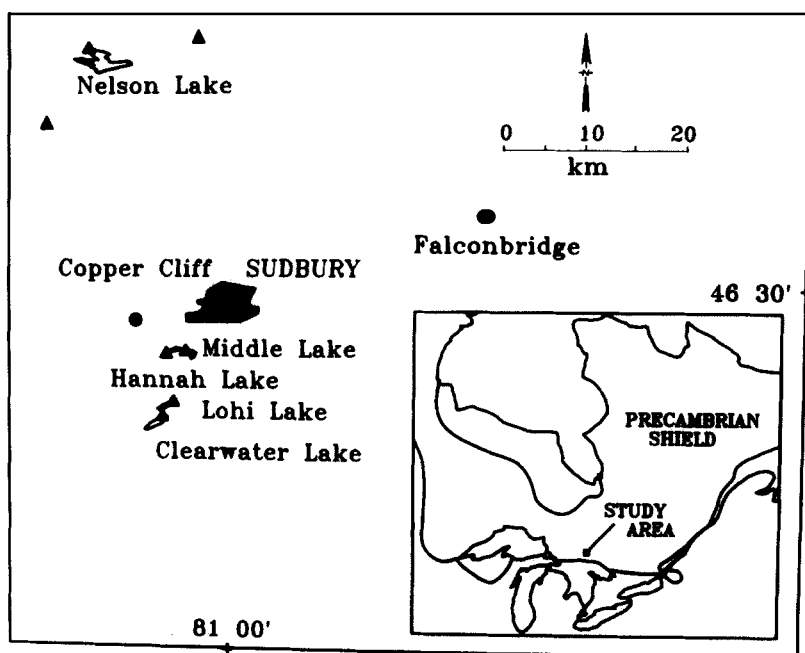 Nelson Lake
N
0 10 20
km
Falconbridge
Copper Cliff SUDBURY
46 30'
Middle Lake
Hannah Lake
Lohi Lake
Clearwater Lake
PRECAMBRIAN
SHIELD
STUDY
AREA
81 00'